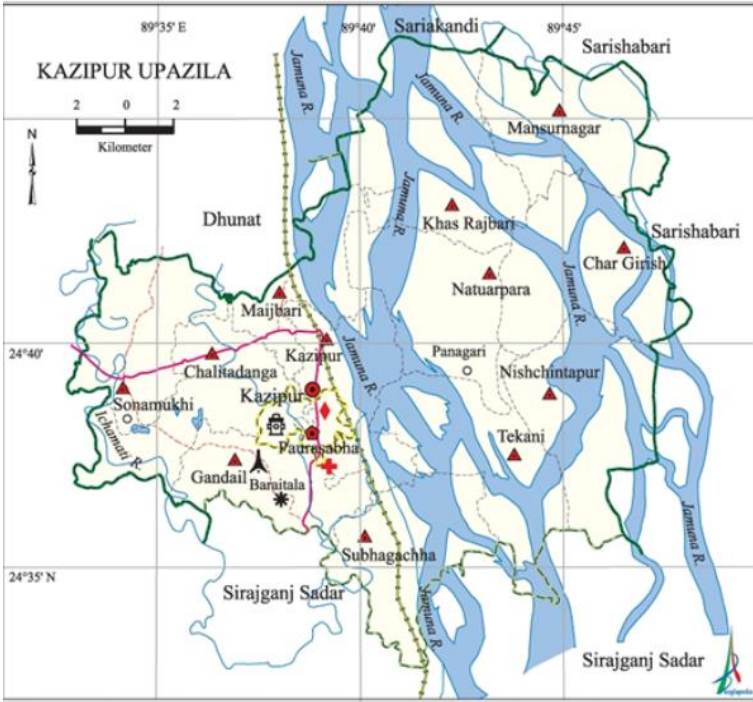 89°35' E
89°40'
89°45'
Sariakandi
Sarishabari
KAZIPUR UPAZILA
2 0 2
Kilometer
N
Jamuna R.
Jamuna R.
Mansurnagar
Dhunat
Jamuna R.
Khas Rajbari
Sarishabari
Char Girish
Natuarpara
Jamuna R.
Maijbari
24°40'
Kazipur
Jamuna R.
Panagari
Chalitadanga
Nishchintapur
Kazipur
Sonamukhi
Ichamati R.
Pauresabha
Tekani
Gandail
Baraitala
Jamuna R.
Subhagachha
24°35' N
Sirajganj Sadar
Jamuna R.
Sirajganj Sadar